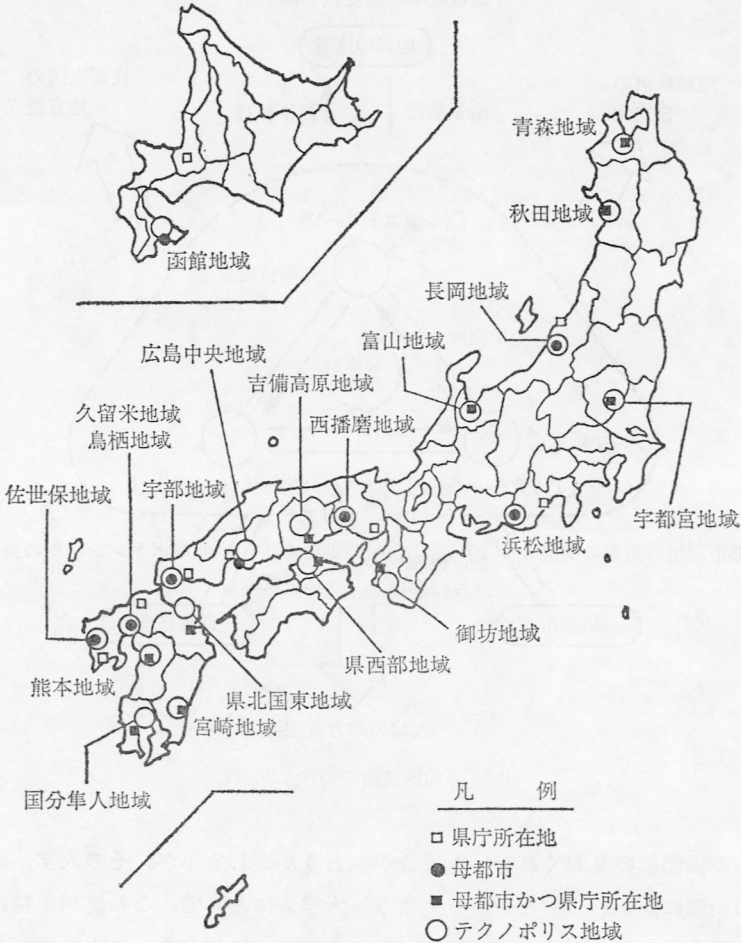 青森地域
秋田地域
函館地域
長岡地域
富山地域
広島中央地域
吉備高原地域
西播磨地域
久留米地域
鳥栖地域
佐世保地域
宇部地域
宇都宮地域
浜松地域
御坊地域
県西部地域
熊本地域
県北国東地域
宮崎地域
国分隼人地域
凡 例
県庁所在地
母都市
母都市かつ県庁所在地
テクノポリス地域